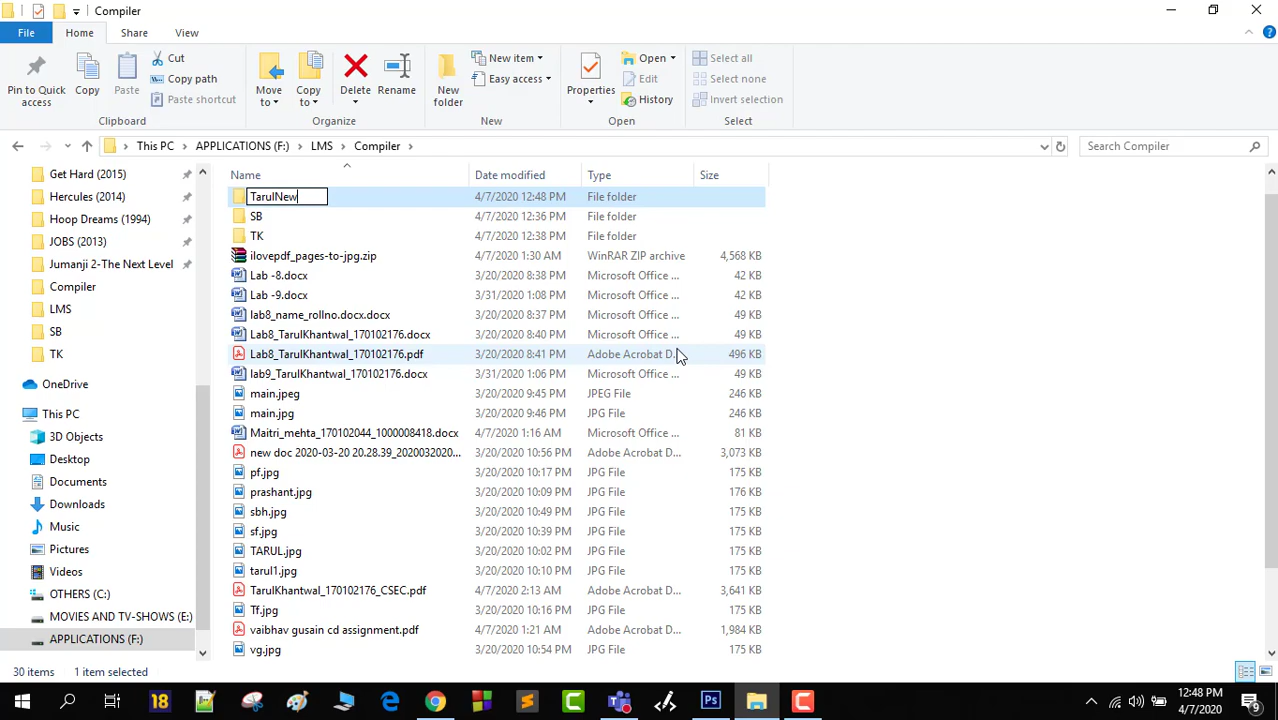 Compiler
File Home Share View
Pin to Quick access
Copy
Paste
Cut
Copy path
Paste shortcut
Clipboard
Move to
Copy to
Delete
Rename
Organize
New folder
New item
Easy access
New
Properties
Open
Edit
History
Open
Select all
Select none
Invert selection
Select
This PC APPLICATIONS (F:) LMS Compiler
Search Compiler
Get Hard (2015)
Hercules (2014)
Hoop Dreams (1994)
JOBS (2013)
Jumanji 2-The Next Level
Compiler
LMS
SB
TK
OneDrive
This PC
3D Objects
Desktop
Documents
Downloads
Music
Pictures
Videos
OTHERS (C:)
MOVIES AND TV-SHOWS (E:)
APPLICATIONS (F:)
Name Date modified Type Size
TarulNew 4/7/2020 12:48 PM File folder
SB 4/7/2020 12:36 PM File folder
TK 4/7/2020 12:38 PM File folder
ilovepdf_pages-to-jpg.zip 4/7/2020 1:30 AM WinRAR ZIP archive 4,568 KB
Lab -8.docx 3/20/2020 8:38 PM Microsoft Office ... 42 KB
Lab -9.docx 3/31/2020 1:08 PM Microsoft Office ... 42 KB
lab8_name_rollno.docx.docx 3/20/2020 8:37 PM Microsoft Office ... 49 KB
Lab8_TarulKhantwal_170102176.docx 3/20/2020 8:40 PM Microsoft Office ... 49 KB
Lab8_TarulKhantwal_170102176.pdf 3/20/2020 8:41 PM Adobe Acrobat D... 496 KB
lab9_TarulKhantwal_170102176.docx 3/31/2020 1:06 PM Microsoft Office ... 49 KB
main.jpeg 3/20/2020 9:45 PM JPEG File 246 KB
main.jpg 3/20/2020 9:46 PM JPG File 246 KB
Maitri_mehta_170102044_1000008418.docx 4/7/2020 1:16 AM Microsoft Office ... 81 KB
new doc 2020-03-20 20.28.39_2020032020... 3/20/2020 10:56 PM Adobe Acrobat D... 3,073 KB
pf.jpg 3/20/2020 10:17 PM JPG File 175 KB
prashant.jpg 3/20/2020 10:09 PM JPG File 176 KB
sbh.jpg 3/20/2020 10:49 PM JPG File 175 KB
sf.jpg 3/20/2020 10:39 PM JPG File 175 KB
TARUL.jpg 3/20/2020 10:02 PM JPG File 175 KB
tarul1.jpg 3/20/2020 10:10 PM JPG File 175 KB
TarulKhantwal_170102176_CSEC.pdf 4/7/2020 2:13 AM Adobe Acrobat D... 3,641 KB
Tf.jpg 3/20/2020 10:16 PM JPG File 175 KB
vaibhav gusain cd assignment.pdf 4/7/2020 1:21 AM Adobe Acrobat D... 1,984 KB
vg.jpg 3/20/2020 10:54 PM JPG File 175 KB
30 items 1 item selected
18
12:48 PM
4/7/2020
9